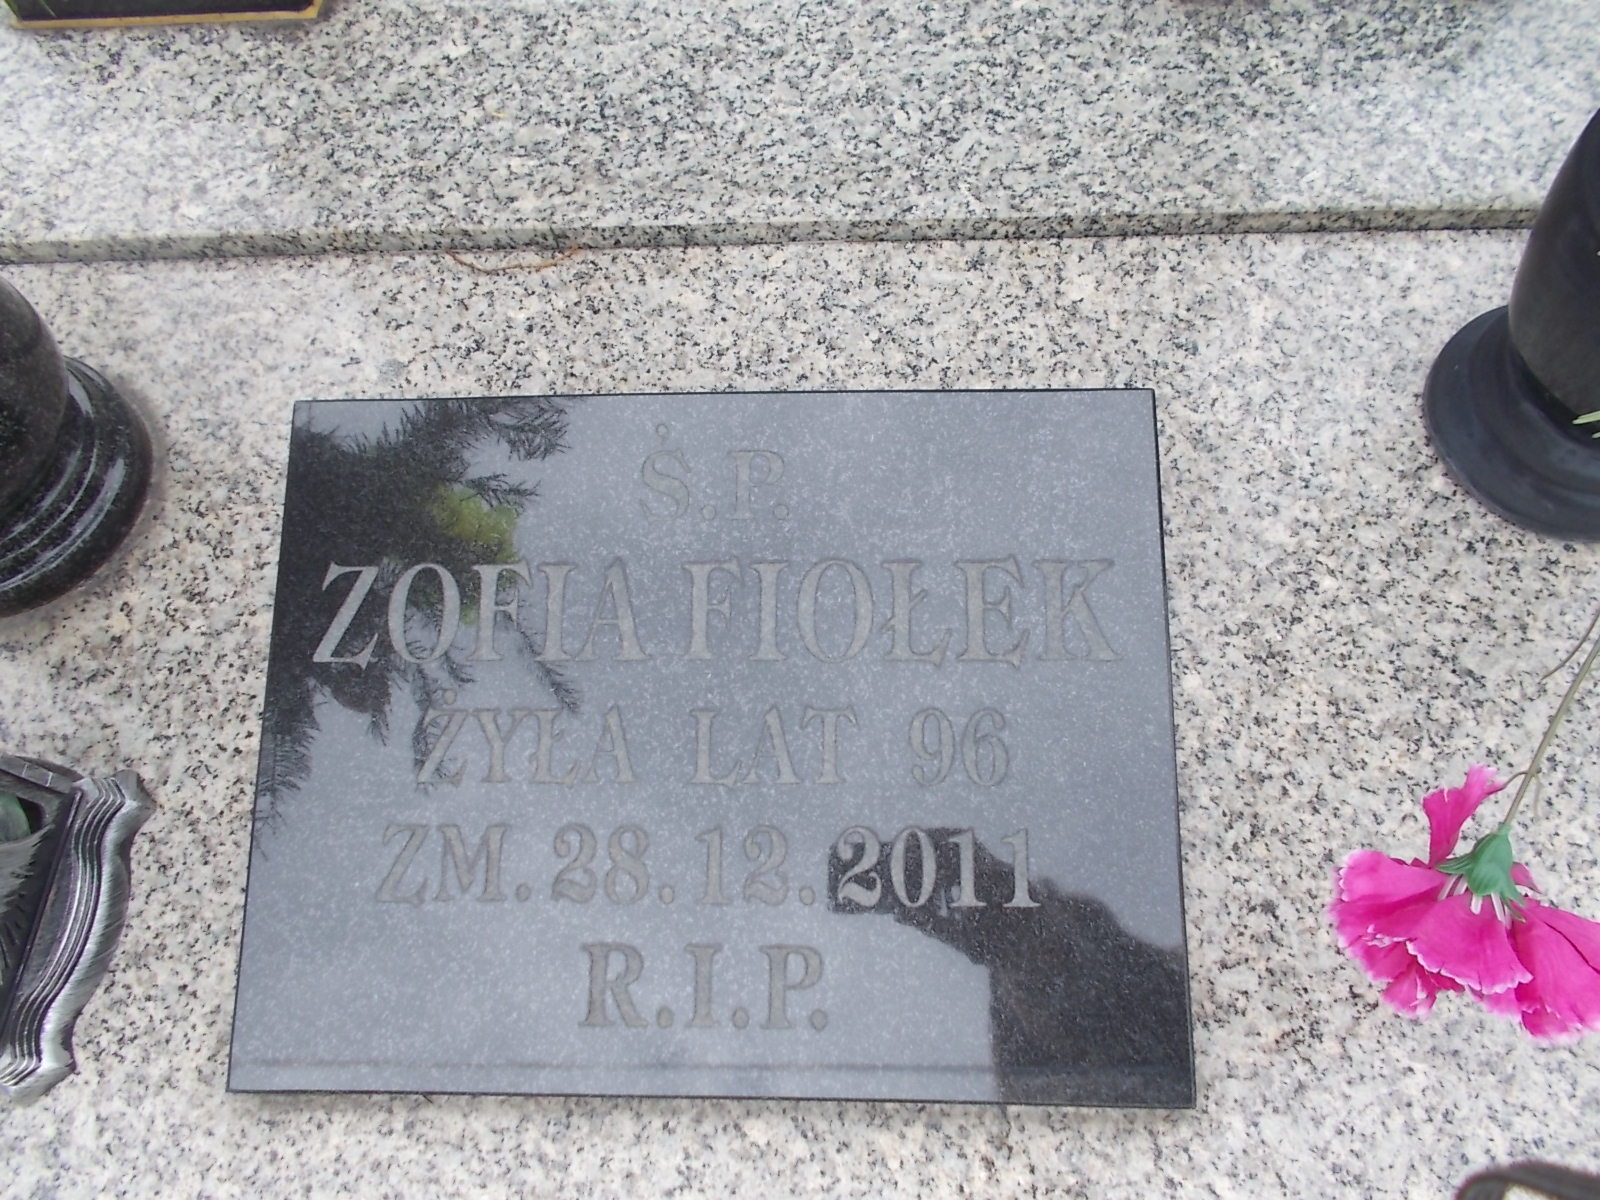 Ś.P.
ZOFIA FIOŁEK
ŻYŁA LAT 96
ZM. 28.12.2011
R.I.P.